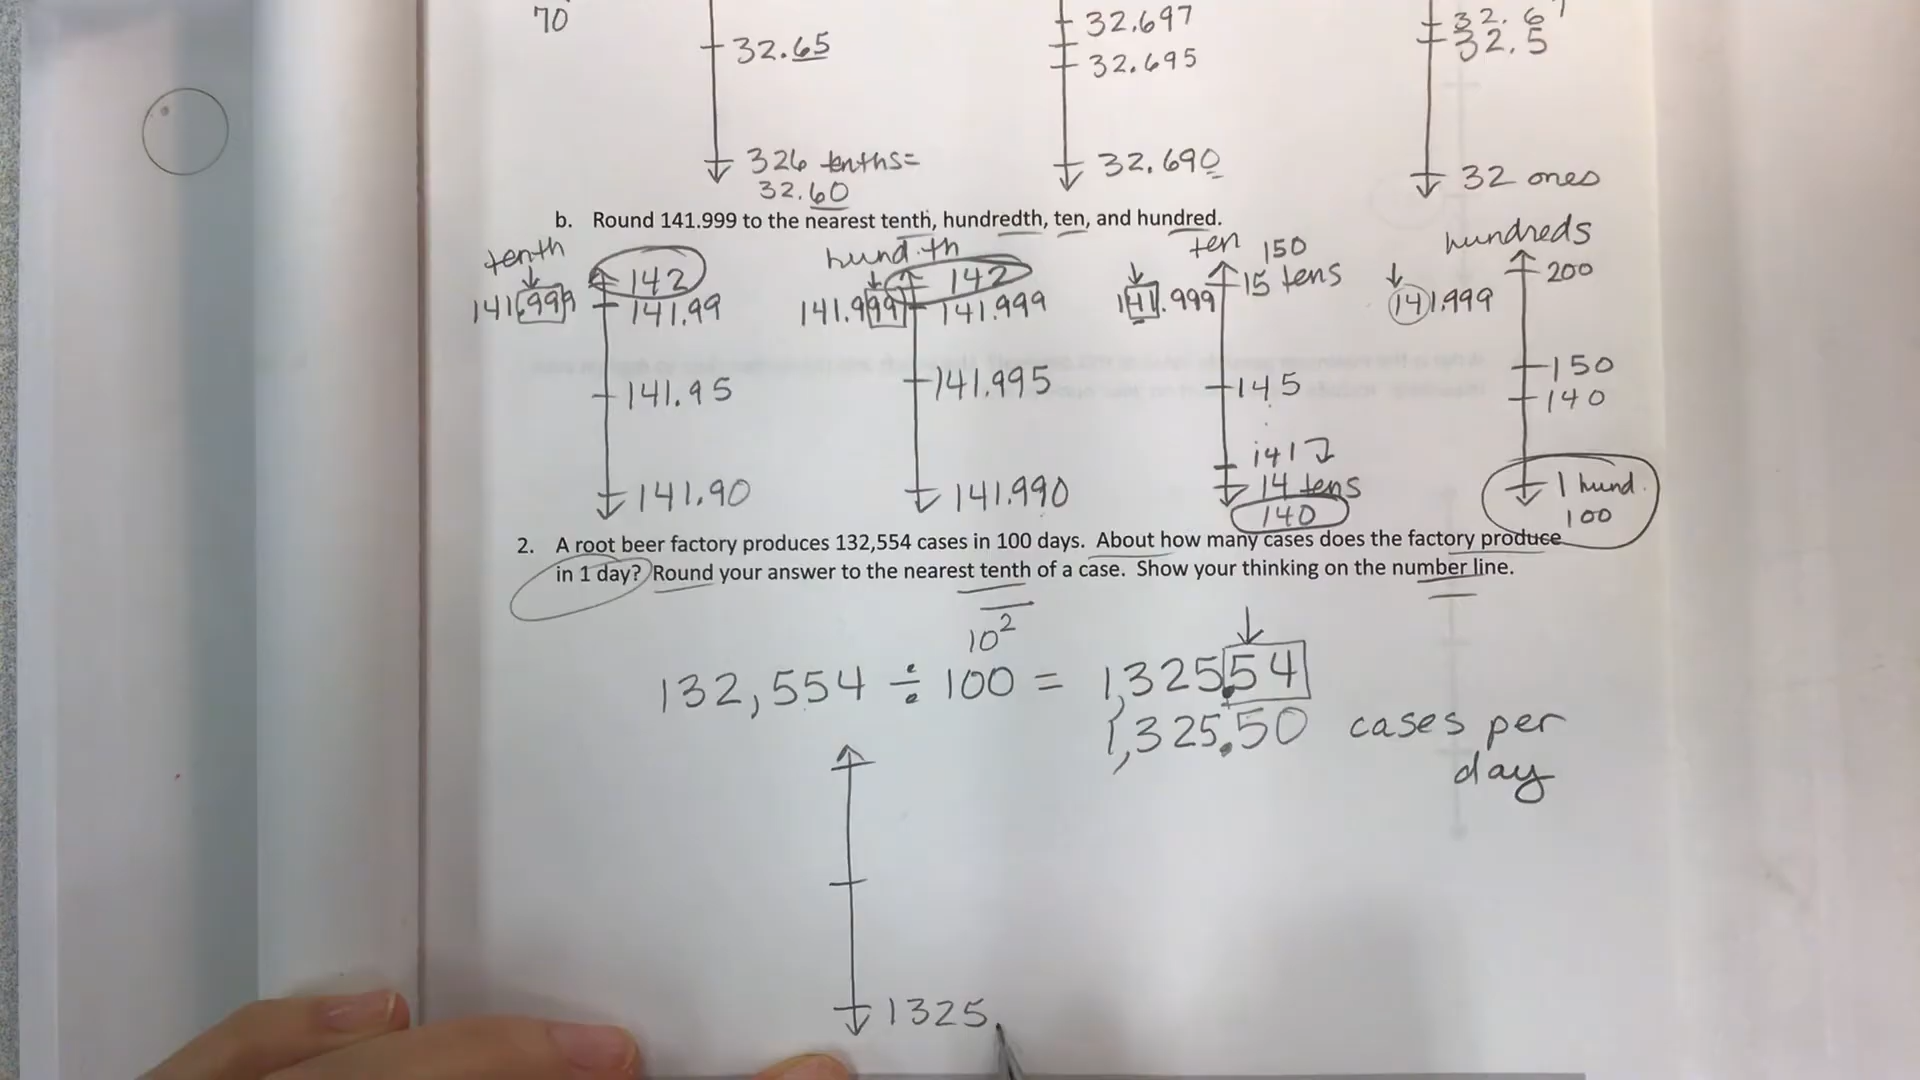 70
32.65
32.697
32.695
32.6
32.5
326 tenths=
32.60
32.690
32 ones
b. Round 141.999 to the nearest tenth, hundredth, ten, and hundred.
tenth
141.999
142
141.99
141.95
141.90
hund.th
141.999
142
141.999
141.995
141.990
ten 150
141.999
15 tens
145
141
14 tens
140
hundreds
141.999
200
150
140
1 hund.
100
2. A root beer factory produces 132,554 cases in 100 days. About how many cases does the factory produce
in 1 day? Round your answer to the nearest tenth of a case. Show your thinking on the number line.
10²
132,554 ÷ 100 = 1,325.54
1,325.50 cases per
day
1325.